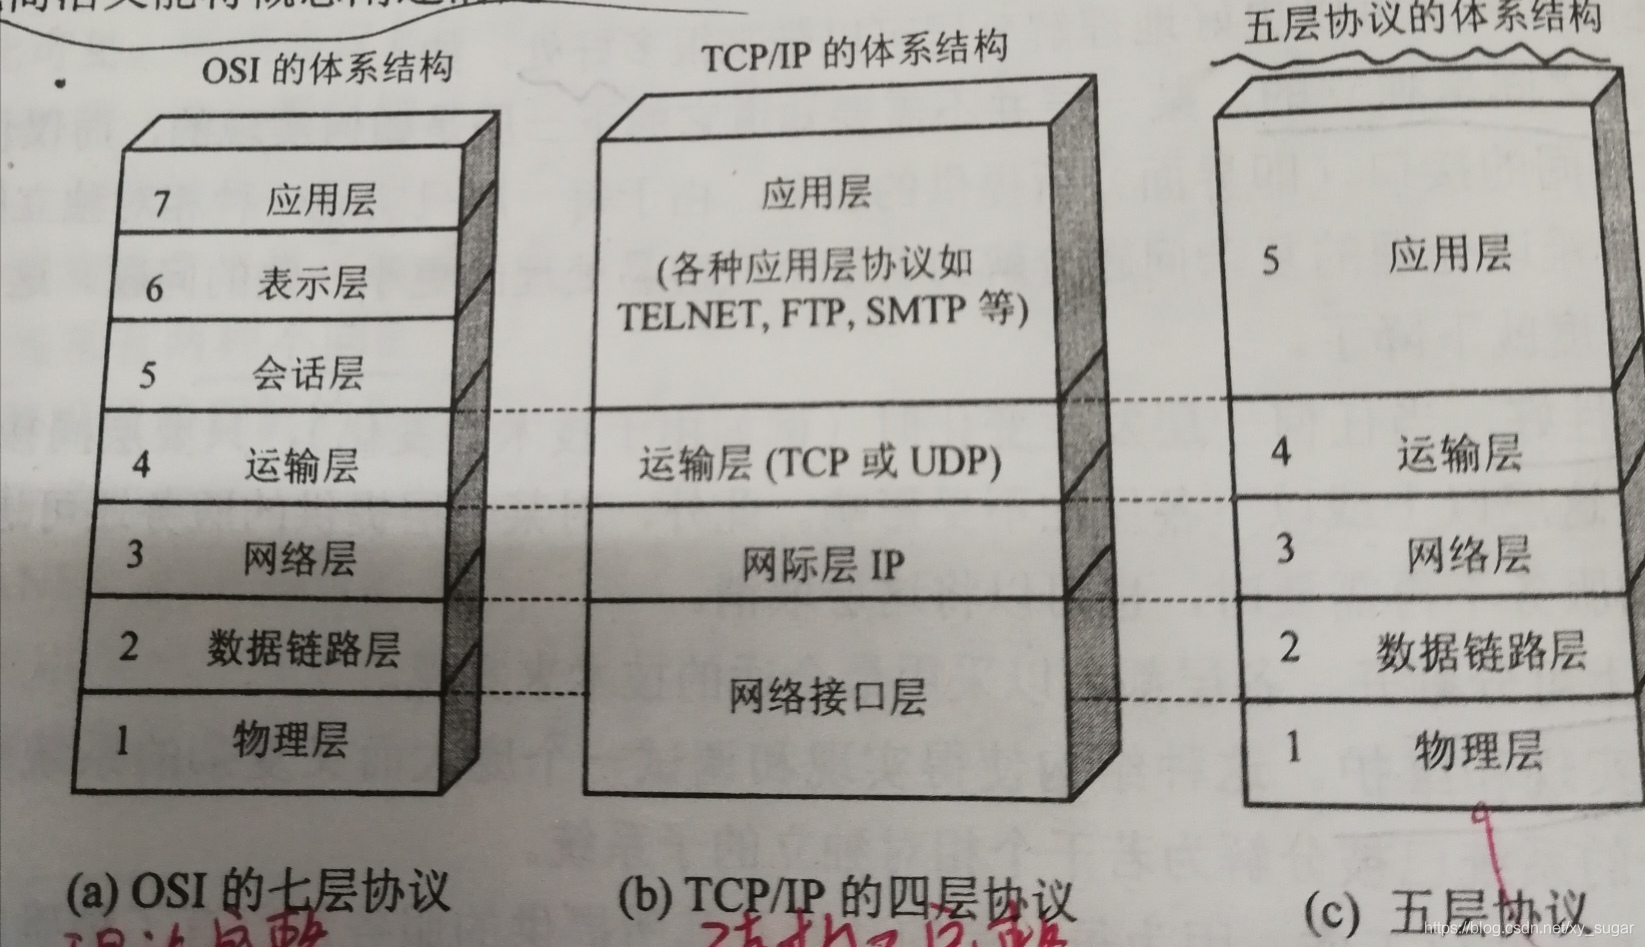 OSI 的体系结构
7 应用层
6 表示层
5 会话层
4 运输层
3 网络层
2 数据链路层
1 物理层
(a) OSI 的七层协议
TCP/IP 的体系结构
应用层
(各种应用层协议如
TELNET, FTP, SMTP 等)
运输层 (TCP 或 UDP)
网际层 IP
网络接口层
(b) TCP/IP 的四层协议
五层协议的体系结构
5 应用层
4 运输层
3 网络层
2 数据链路层
1 物理层
(c) 五层协议
https://blog.csdn.net/xy_sugar